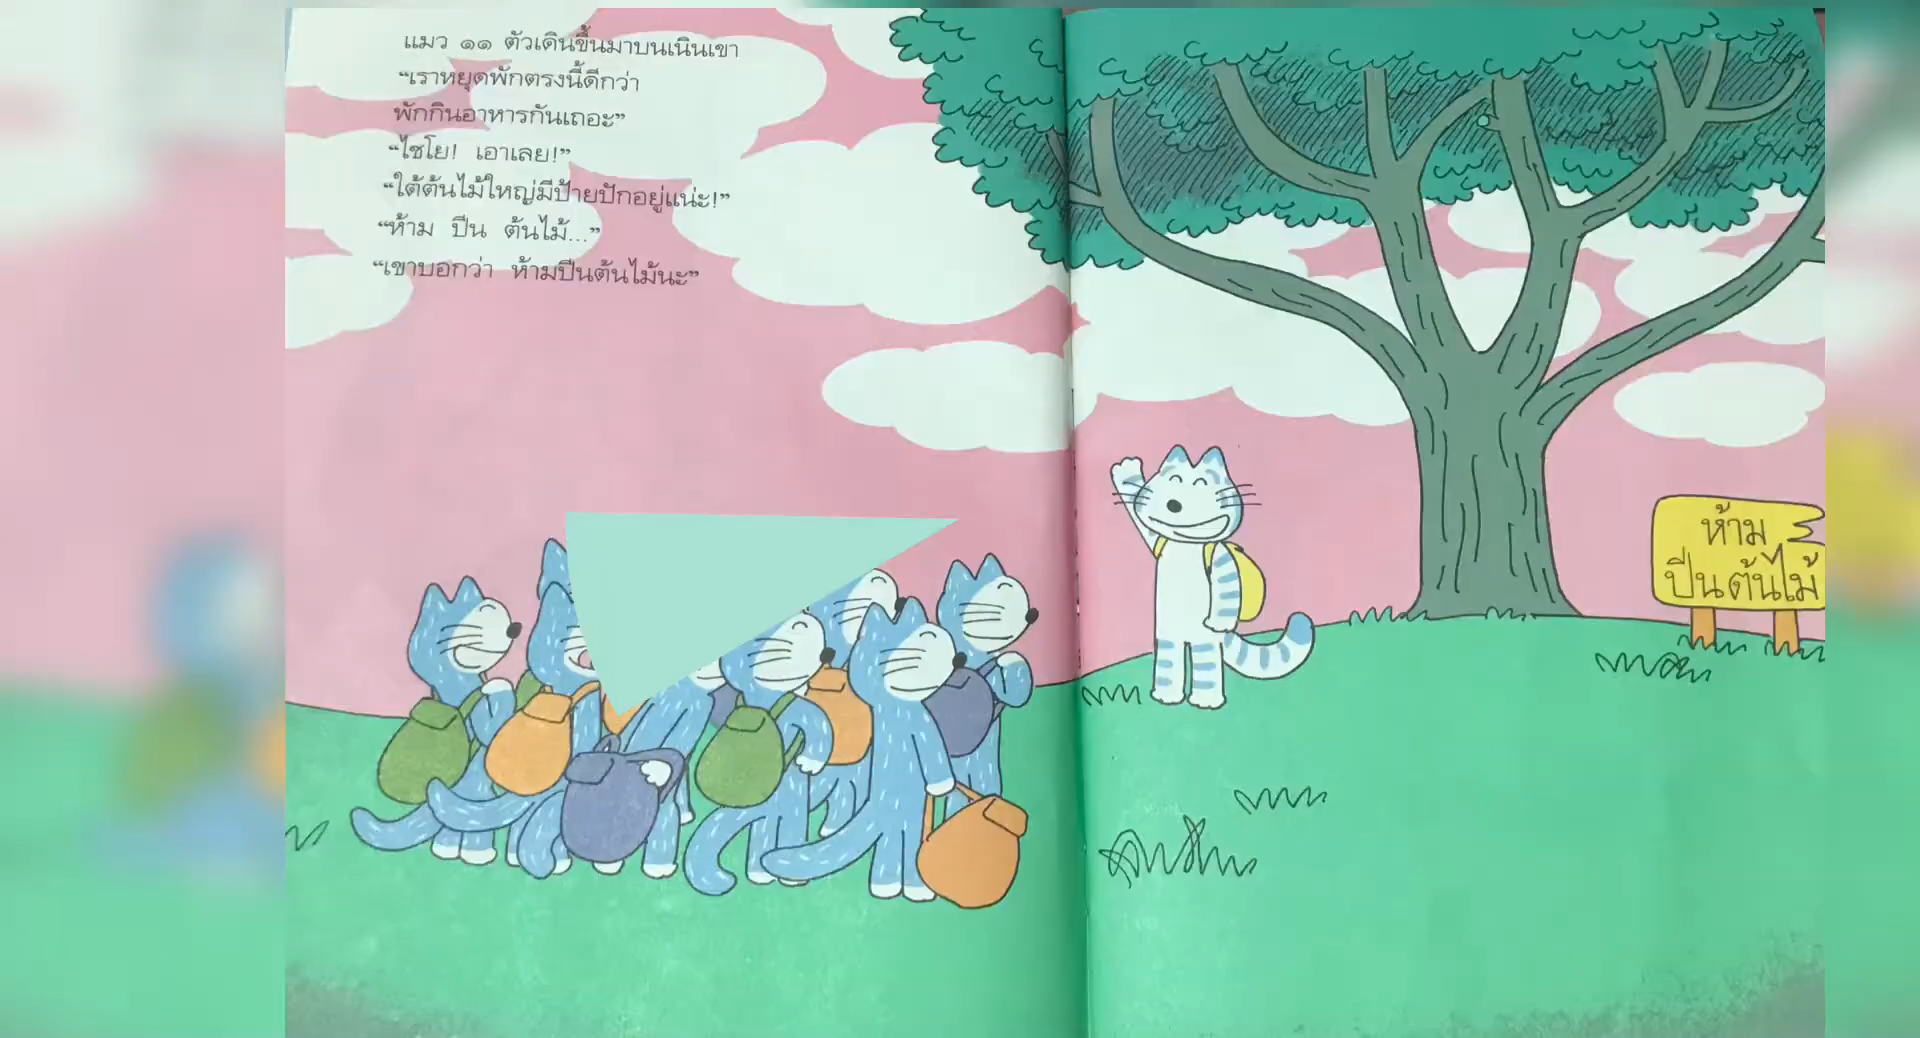 แมว ๑๑ ตัวเดินขึ้นมาบนเนินเขา
“เราหยุดพักตรงนี้ดีกว่า
พักกินอาหารกันเถอะ”
“ไชโย! เอาเลย!”
“ใต้ต้นไม้ใหญ่มีป้ายปักอยู่แน่ะ!”
“ห้าม ปีน ต้นไม้...”
“เขาบอกว่า ห้ามปีนต้นไม้นะ”
ห้าม
ปีนต้นไม้